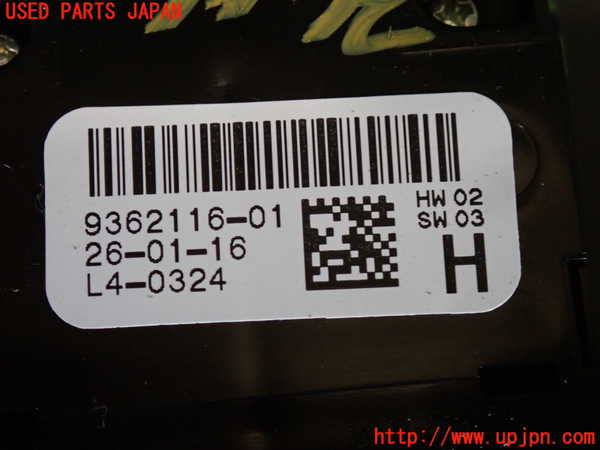 USED PARTS JAPAN
9362116-01
26-01-16
L4-0324
HW 02
SW 03
H
http://www.upjpn.com/